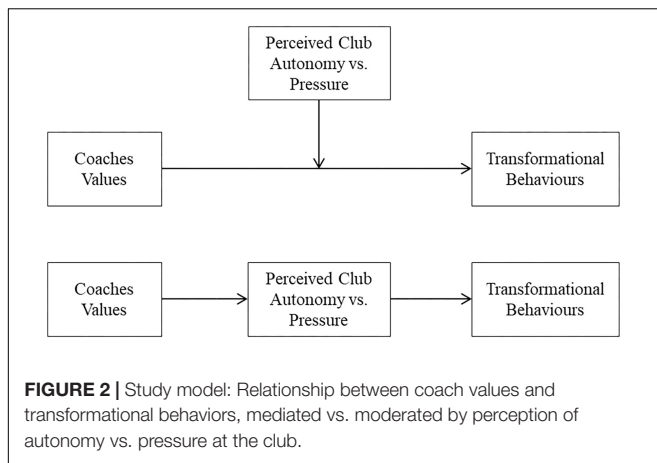 Perceived Club
Autonomy vs.
Pressure
Coaches
Values
Transformational
Behaviours
Coaches
Values
Perceived Club
Autonomy vs.
Pressure
Transformational
Behaviours
FIGURE 2 | Study model: Relationship between coach values and
transformational behaviors, mediated vs. moderated by perception of
autonomy vs. pressure at the club.